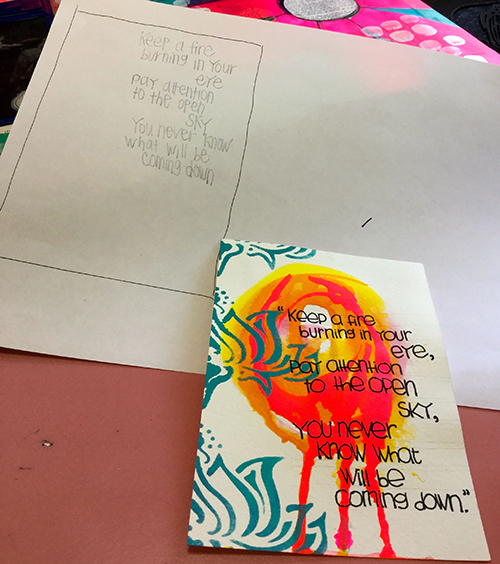 Keep a fire
burning in Your
eye
Pay attention
to the open
SKY
You never know
what will be
coming down
"Keep a fire
burning in Your
eye,
Pay attention
to the open
SKY,
You never
know what
will be
coming down."